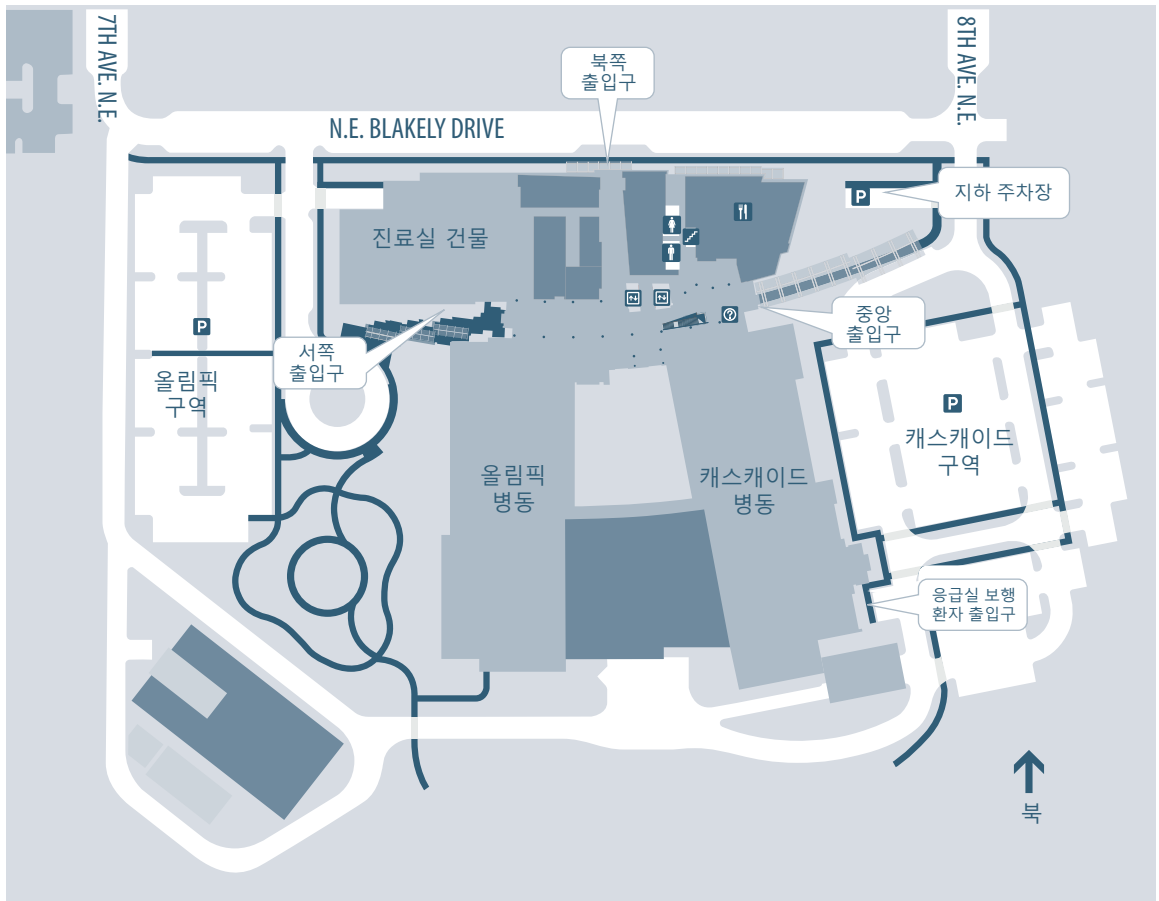 7TH AVE. N.E.
8TH AVE. N.E.
북쪽
출입구
N.E. BLAKELY DRIVE
P
지하 주차장
진료실 건물
중앙
출입구
P
서쪽
출입구
올림픽
구역
P
캐스캐이드
구역
올림픽
병동
캐스캐이드
병동
응급실 보행
환자 출입구
북